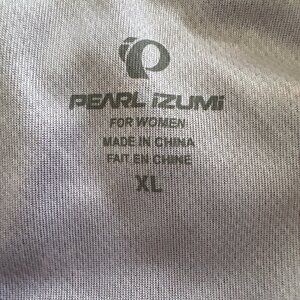 PEARL iZUMi
FOR WOMEN
MADE IN CHINA
FAIT EN CHINE
XL